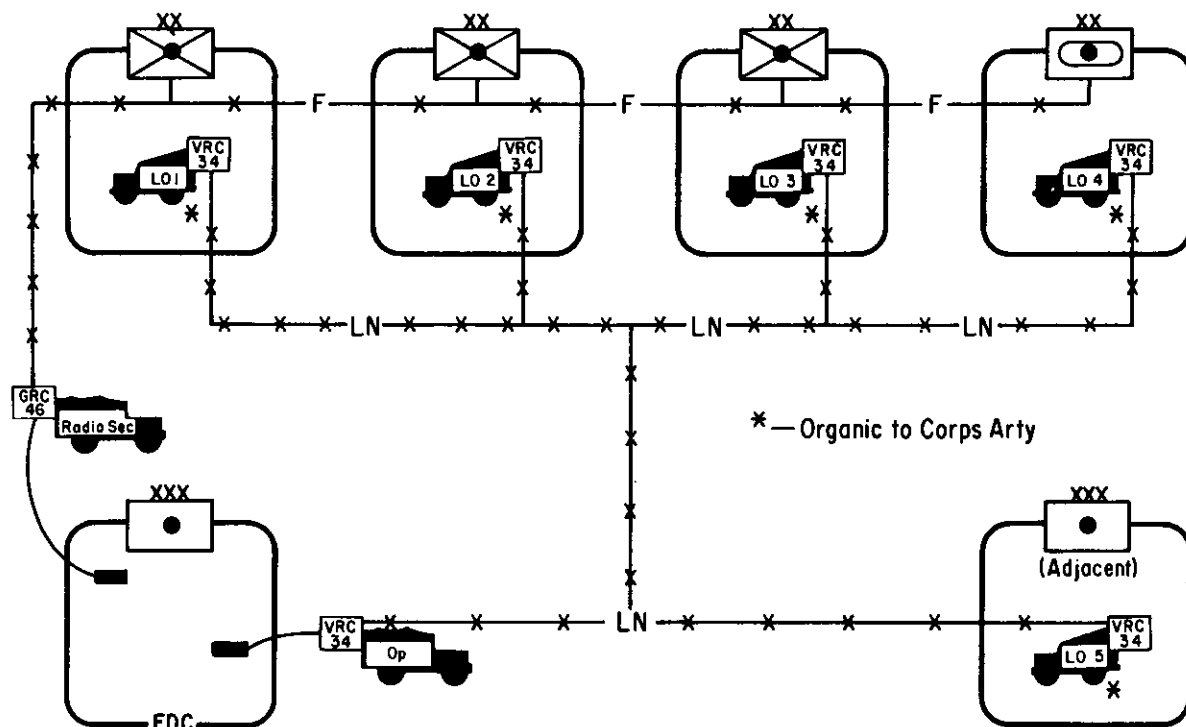 XX XX XX XX
F F F
VRC 34 VRC 34 VRC 34 VRC 34
LO 1 LO 2 LO 3 LO 4
* * * *
LN LN LN
GRC 46
Radio Sec
* — Organic to Corps Arty
XXX XXX
(Adjacent)
LN
VRC 34 VRC 34
Op LO 5
*
FDC